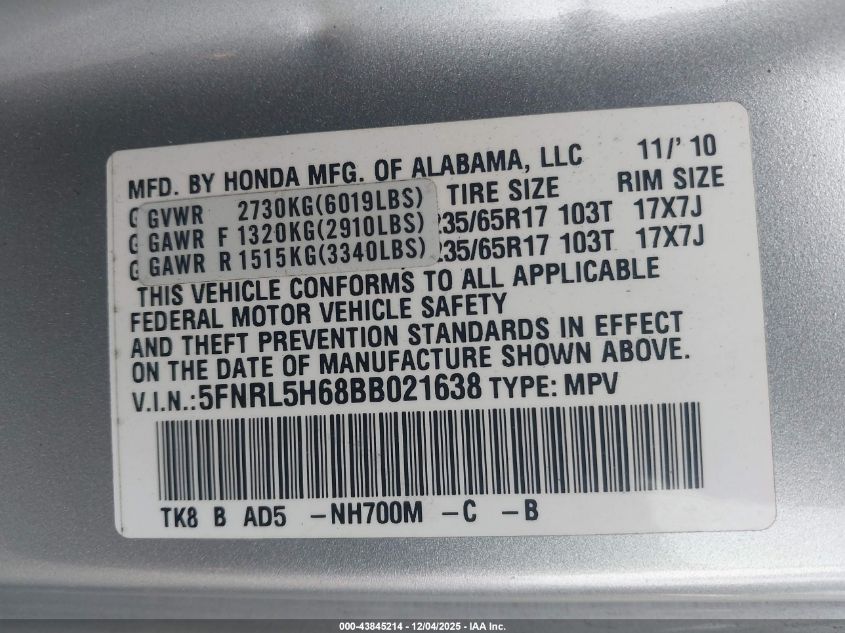 MFD. BY HONDA MFG. OF ALABAMA, LLC 11/' 10
TIRE SIZE RIM SIZE
GVWR 2730KG(6019LBS)
GAWR F 1320KG(2910LBS) 235/65R17 103T 17X7J
GAWR R 1515KG(3340LBS) 235/65R17 103T 17X7J
THIS VEHICLE CONFORMS TO ALL APPLICABLE
FEDERAL MOTOR VEHICLE SAFETY
AND THEFT PREVENTION STANDARDS IN EFFECT
ON THE DATE OF MANUFACTURE SHOWN ABOVE.
V.I.N.:5FNRL5H68BB021638 TYPE: MPV
TK8 B AD5 -NH700M -C -B
000-43845214 - 12/04/2025 - IAA Inc.